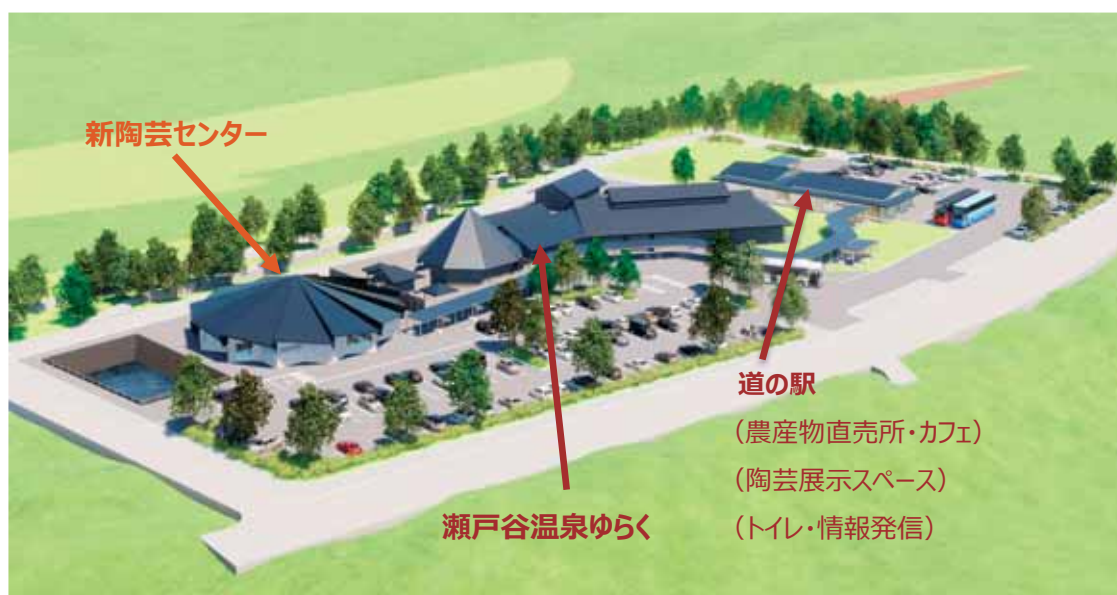 新陶芸センター
道の駅
(農産物直売所・カフェ)
(陶芸展示スペース)
(トイレ・情報発信)
瀬戸谷温泉ゆらく